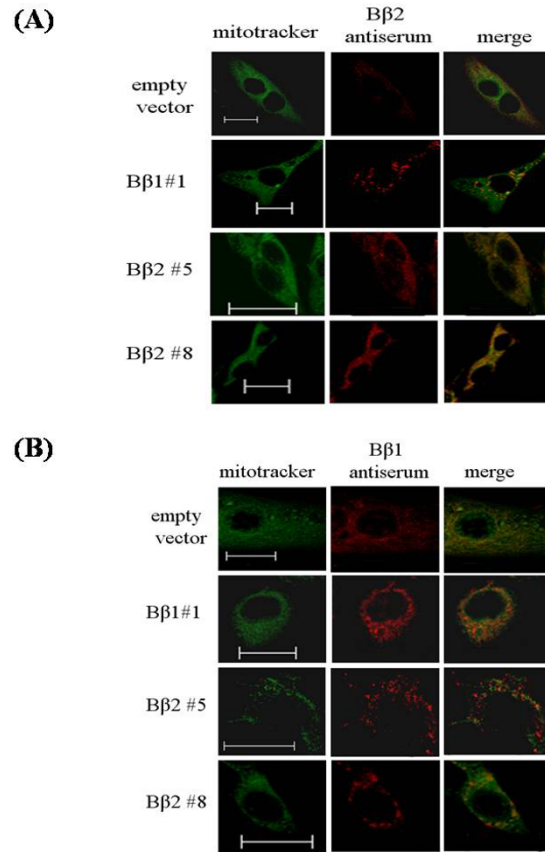 (A)
mitotracker
Bβ2
antiserum
merge
empty
vector
Bβ1#1
Bβ2 #5
Bβ2 #8
(B)
mitotracker
Bβ1
antiserum
merge
empty
vector
Bβ1#1
Bβ2 #5
Bβ2 #8